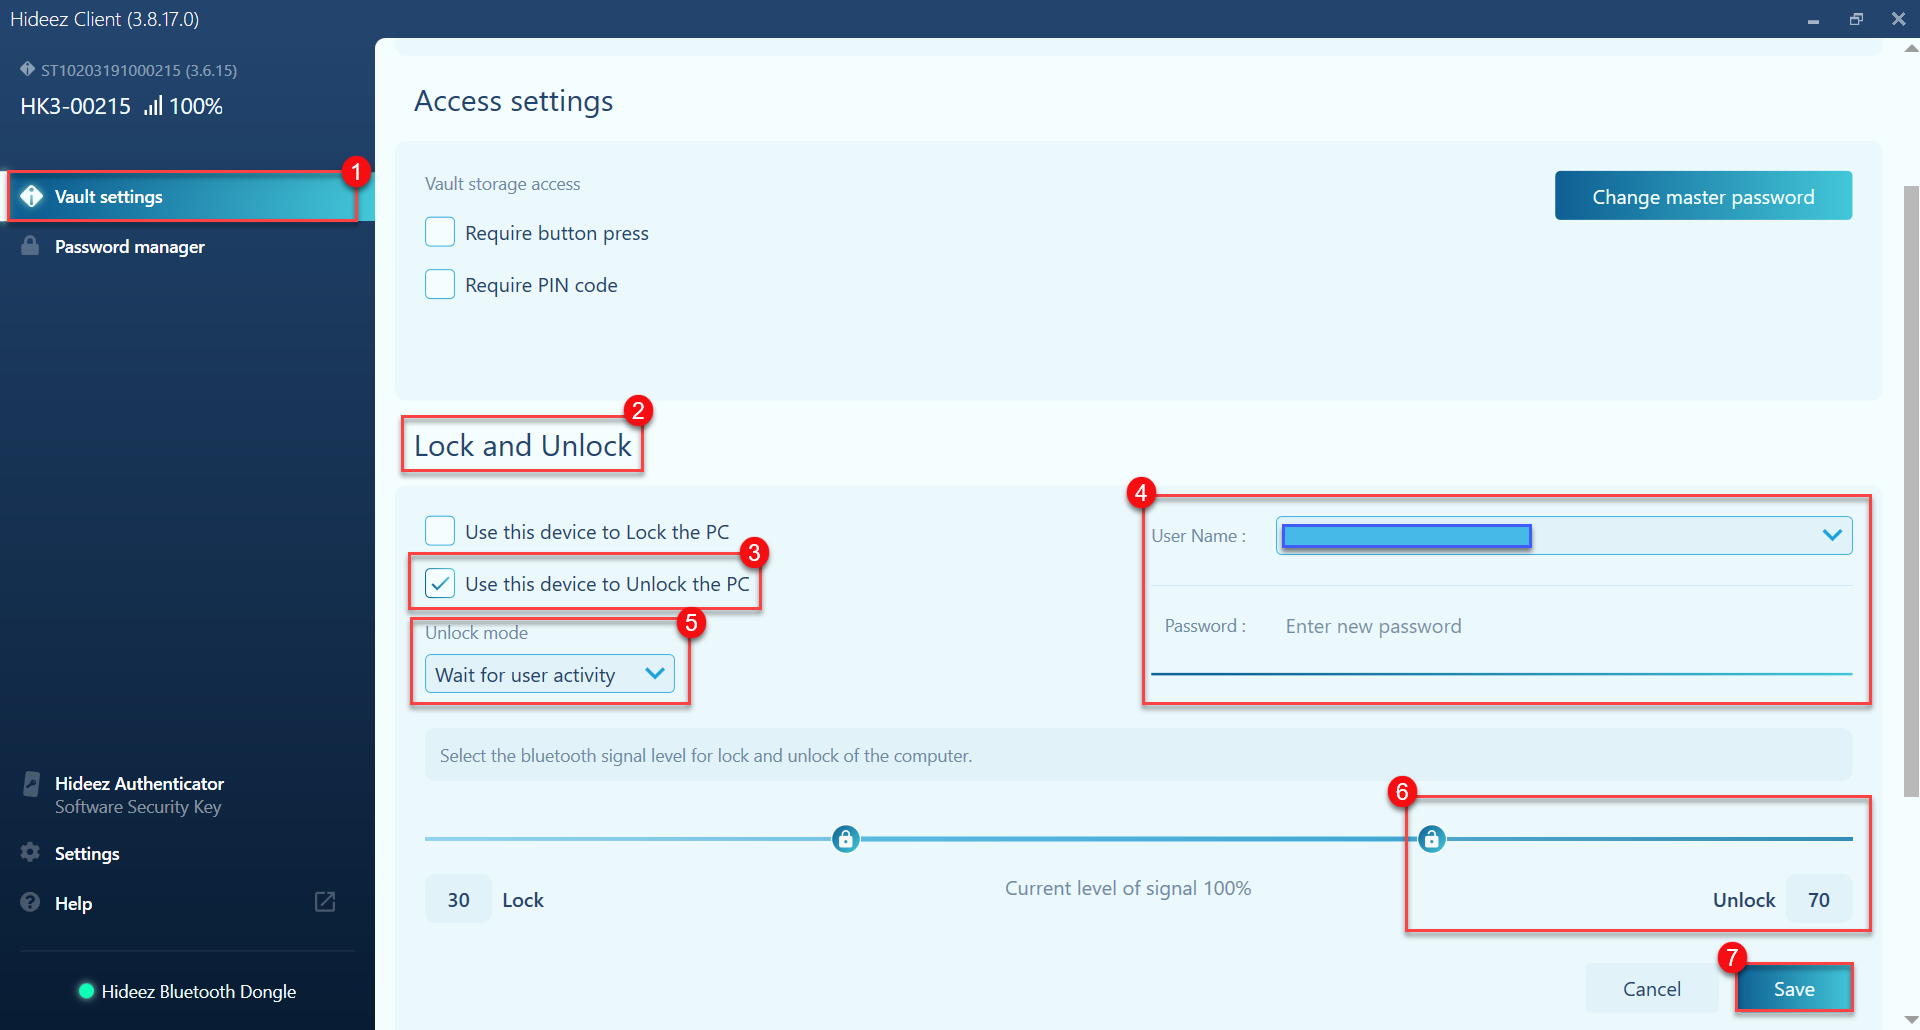 Hideez Client (3.8.17.0)
ST10203191000215 (3.6.15)
HK3-00215 100%
1
Vault settings
Password manager
Hideez Authenticator
Software Security Key
Settings
Help
Hideez Bluetooth Dongle
Access settings
Vault storage access
Require button press
Require PIN code
Change master password
2
Lock and Unlock
Use this device to Lock the PC
3
Use this device to Unlock the PC
4
User Name :
Password : Enter new password
5
Unlock mode
Wait for user activity
Select the bluetooth signal level for lock and unlock of the computer.
6
30 Lock
Current level of signal 100%
Unlock 70
7
Cancel
Save